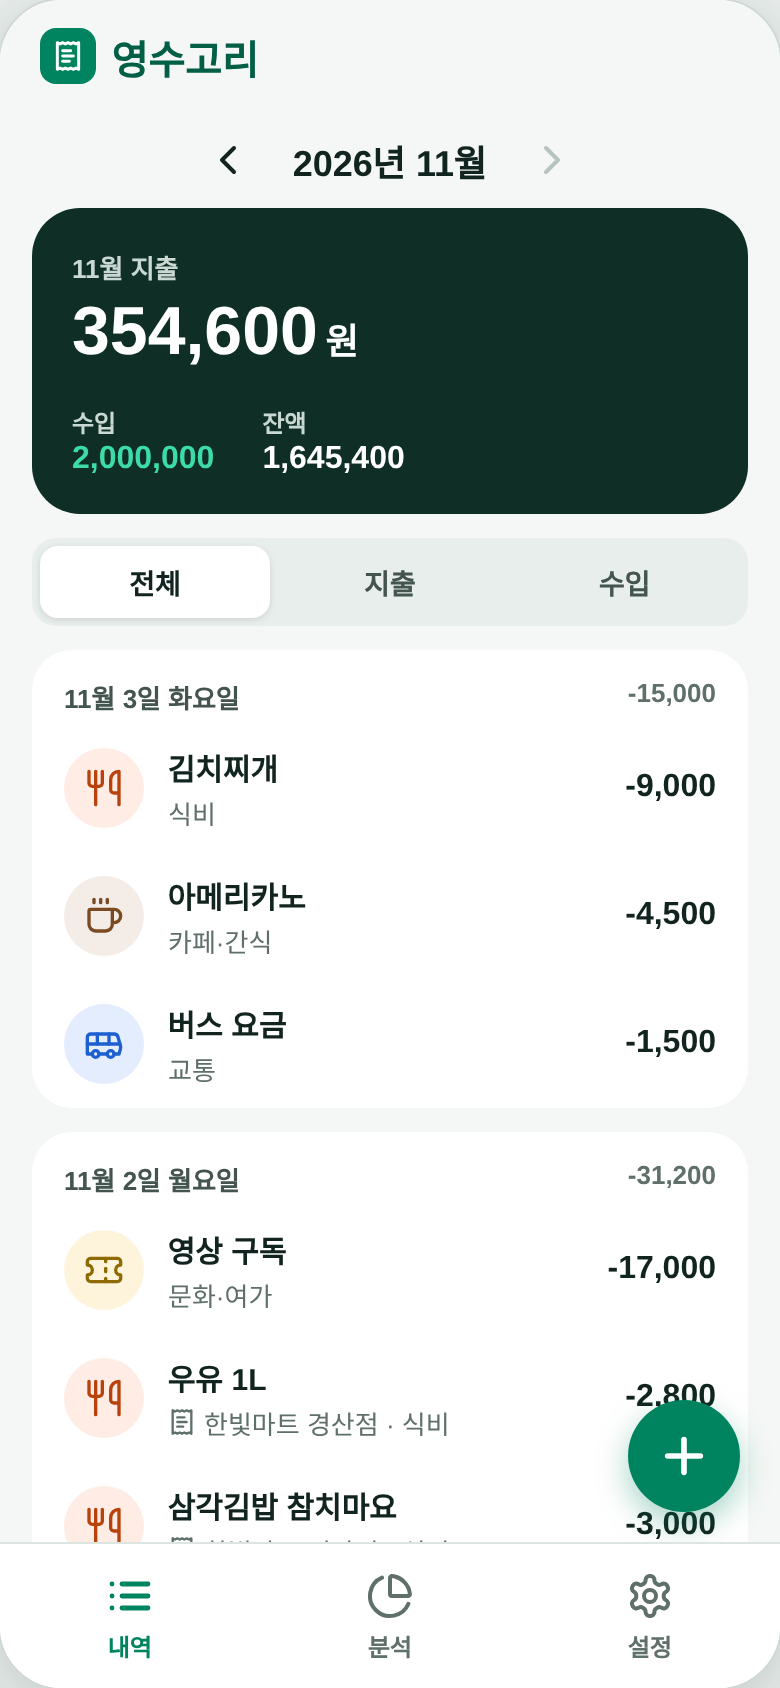 영수고리
2026년 11월
11월 지출
354,600원
수입
2,000,000
잔액
1,645,400
전체
지출
수입
11월 3일 화요일
-15,000
김치찌개
식비
-9,000
아메리카노
카페·간식
-4,500
버스 요금
교통
-1,500
11월 2일 월요일
-31,200
영상 구독
문화·여가
-17,000
우유 1L
한빛마트 경산점 · 식비
-2,800
삼각김밥 참치마요
-3,000
내역
분석
설정